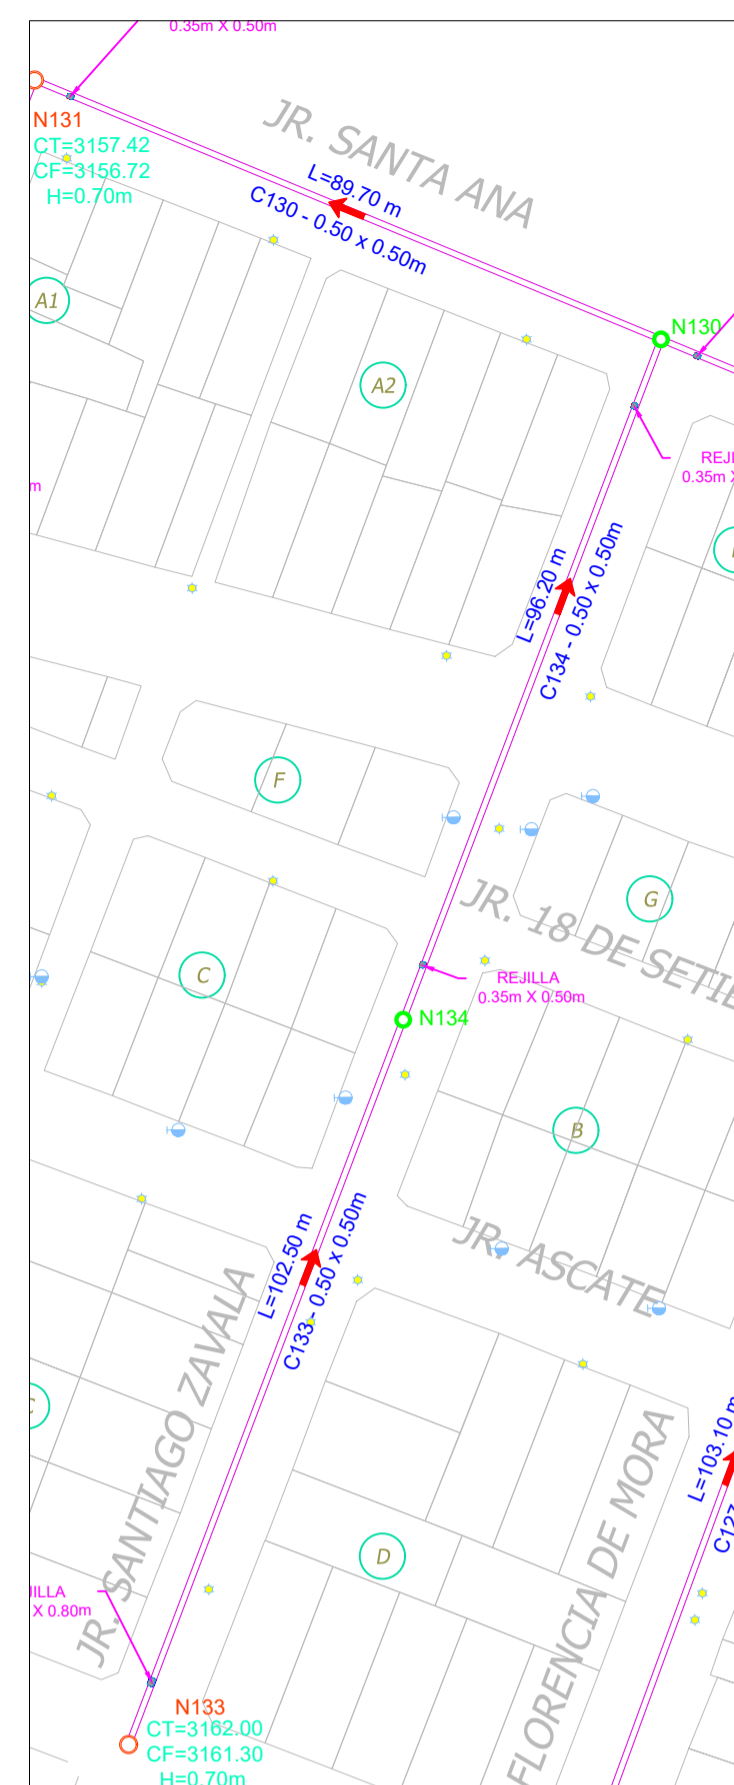 0.35m X 0.50m
N131
CT=3157.42
CF=3156.72
H=0.70m
JR. SANTA ANA
L=89.70 m
C130 - 0.50 x 0.50m
N130
A1
A2
0.35m
m
L=96.20 m
C134 - 0.50 x 0.50m
F
G
JR. 18 DE SETIE
C
REJILLA
0.35m X 0.50m
N134
B
JR. ASCATE
L=102.50 m
C133 - 0.50 x 0.50m
JR. SANTIAGO ZAVALA
FLORENCIA DE MORA
L=103.10 m
C127
D
ILLA
X 0.80m
N133
CT=3162.00
CF=3161.30
H=0.70m